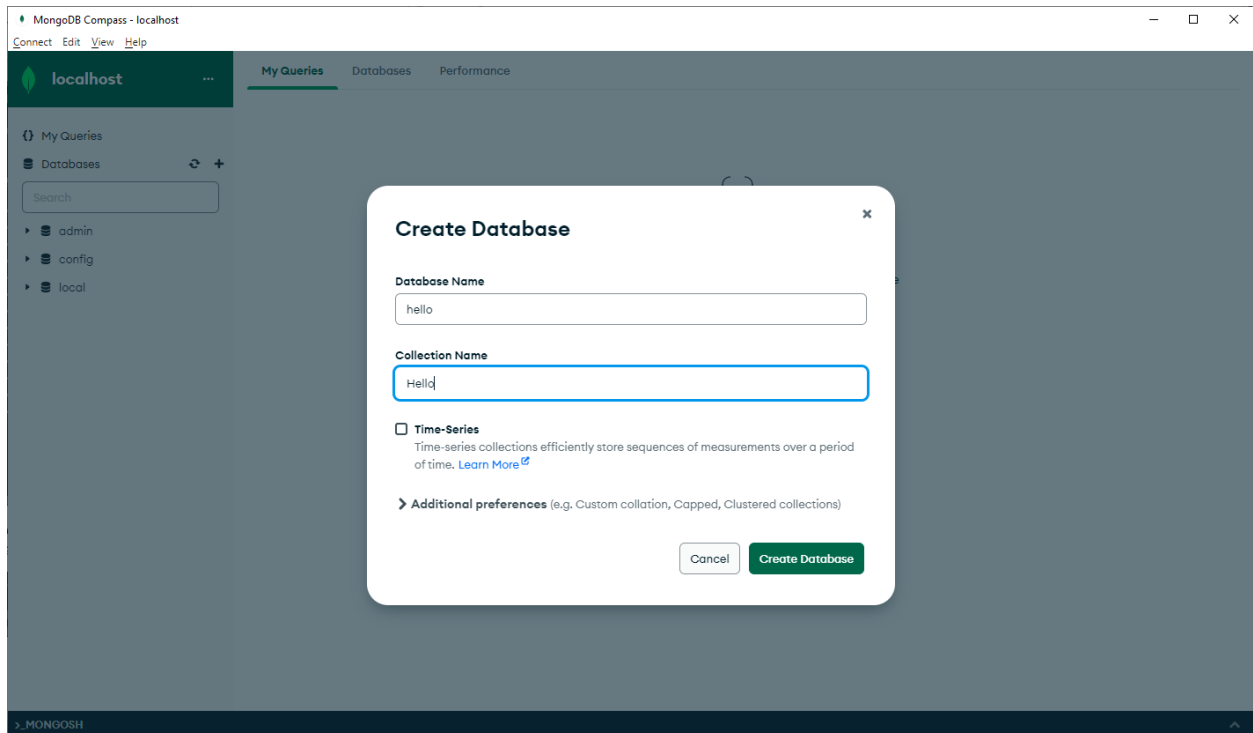 MongoDB Compass - localhost
Connect Edit View Help
localhost ...
My Queries Databases Performance
{} My Queries
Databases
Search
admin
config
local
Create Database
Database Name
hello
Collection Name
Hello
Time-Series
Time-series collections efficiently store sequences of measurements over a period
of time. Learn More
Additional preferences (e.g. Custom collation, Capped, Clustered collections)
Cancel Create Database
>_MONGOSH